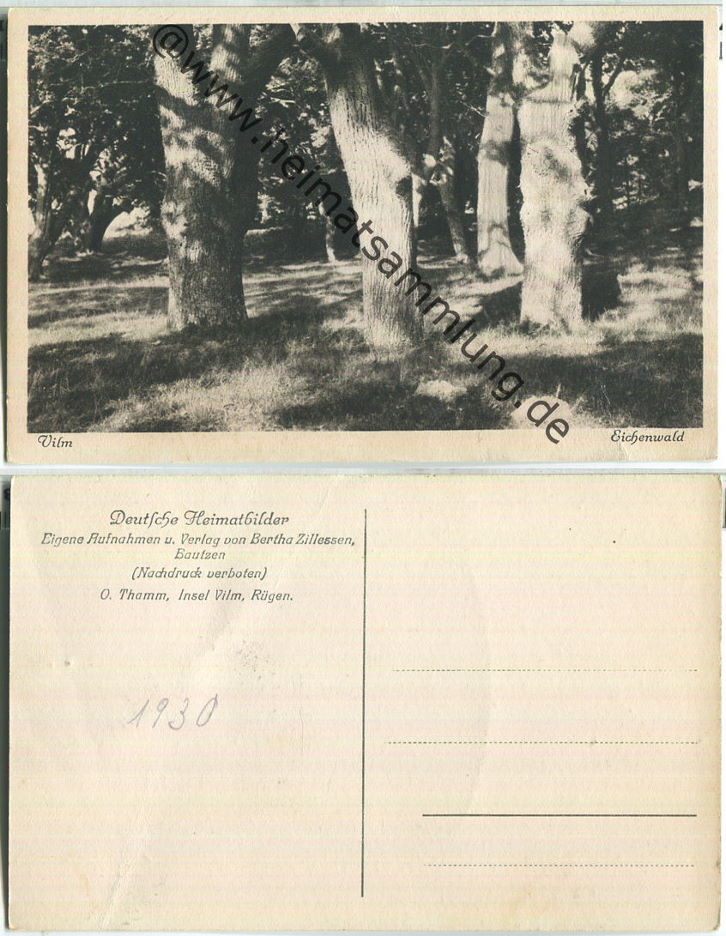 @www.heimatsammlung.de
Vilm
Eichenwald
Deutsche Heimatbilder
Eigene Aufnahmen u. Verlag von Bertha Zillessen,
Bautzen
(Nachdruck verboten)
O. Thamm, Insel Vilm, Rügen.
1930